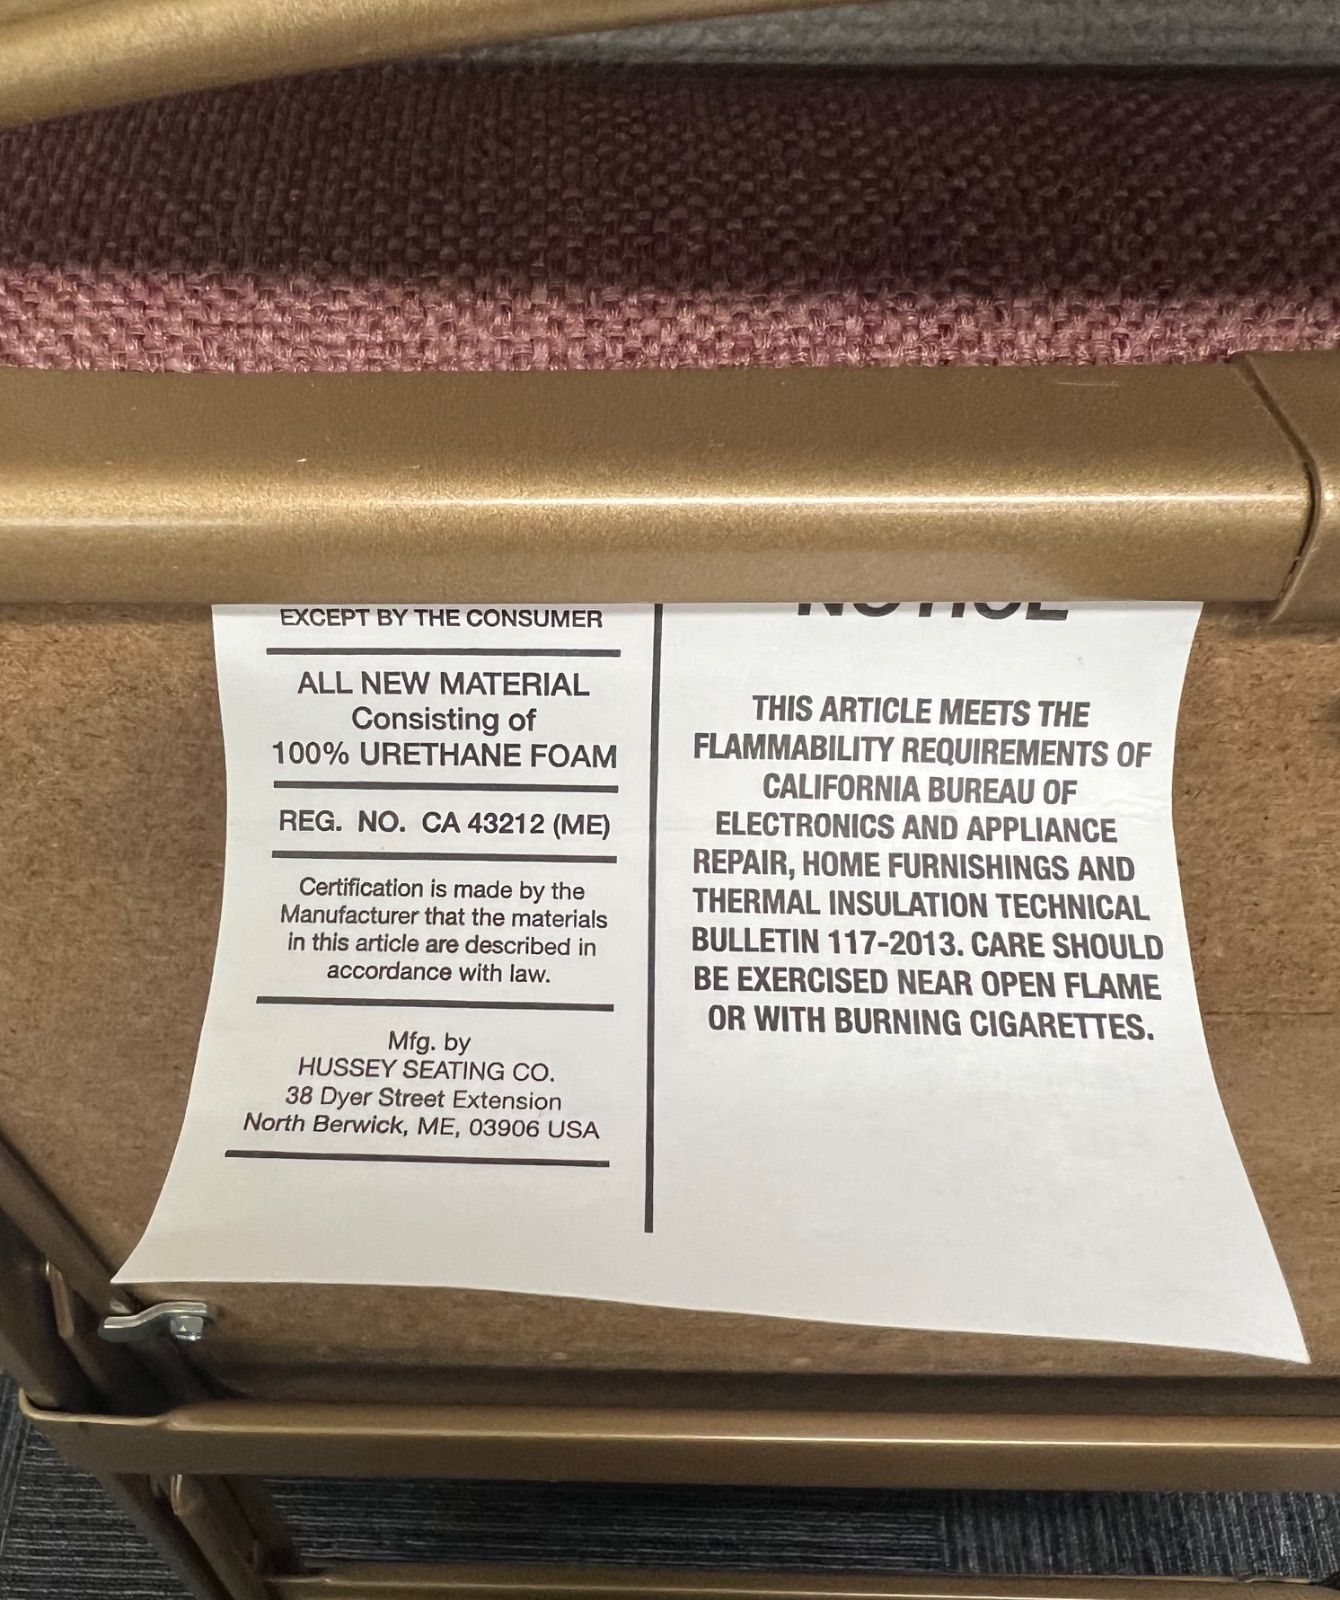 EXCEPT BY THE CONSUMER
ALL NEW MATERIAL
Consisting of
100% URETHANE FOAM
REG. NO. CA 43212 (ME)
Certification is made by the
Manufacturer that the materials
in this article are described in
accordance with law.
Mfg. by
HUSSEY SEATING CO.
38 Dyer Street Extension
North Berwick, ME, 03906 USA
NOTICE
THIS ARTICLE MEETS THE
FLAMMABILITY REQUIREMENTS OF
CALIFORNIA BUREAU OF
ELECTRONICS AND APPLIANCE
REPAIR, HOME FURNISHINGS AND
THERMAL INSULATION TECHNICAL
BULLETIN 117-2013. CARE SHOULD
BE EXERCISED NEAR OPEN FLAME
OR WITH BURNING CIGARETTES.